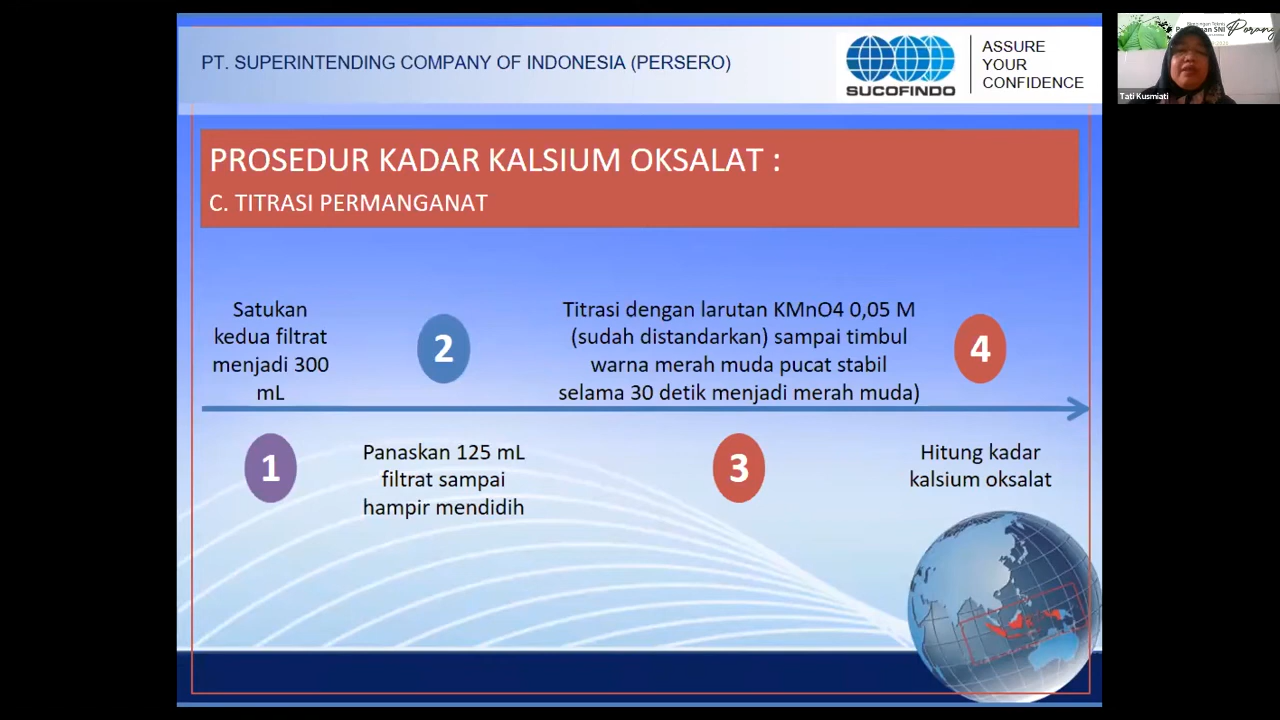 PT. SUPERINTENDING COMPANY OF INDONESIA (PERSERO)
SUCOFINDO
ASSURE
YOUR
CONFIDENCE
PROSEDUR KADAR KALSIUM OKSALAT :
C. TITRASI PERMANGANAT
Satukan
kedua filtrat
menjadi 300
mL
1
2
Panaskan 125 mL
filtrat sampai
hampir mendidih
Titrasi dengan larutan KMnO4 0,05 M
(sudah distandarkan) sampai timbul
warna merah muda pucat stabil
selama 30 detik menjadi merah muda)
3
4
Hitung kadar
kalsium oksalat
Porang
Tati Kusmiati